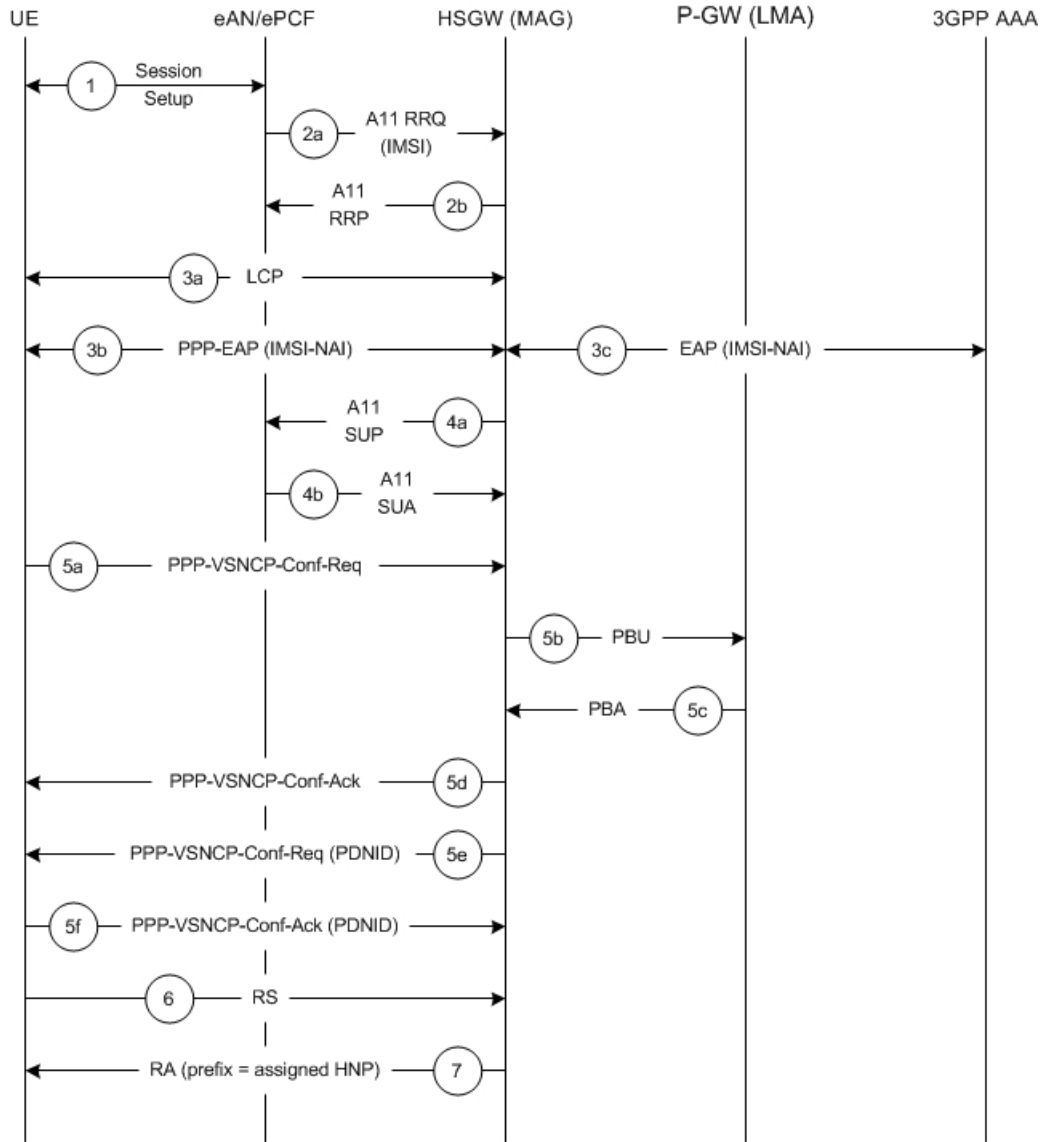 UE
eAN/ePCF
HSGW (MAG)
P-GW (LMA)
3GPP AAA
1
Session
Setup
2a
A11 RRQ
(IMSI)
A11
RRP
2b
3a
LCP
3b
PPP-EAP (IMSI-NAI)
3c
EAP (IMSI-NAI)
A11
SUP
4a
4b
A11
SUA
5a
PPP-VSNCP-Conf-Req
5b
PBU
PBA
5c
PPP-VSNCP-Conf-Ack
5d
PPP-VSNCP-Conf-Req (PDNID)
5e
5f
PPP-VSNCP-Conf-Ack (PDNID)
6
RS
RA (prefix = assigned HNP)
7